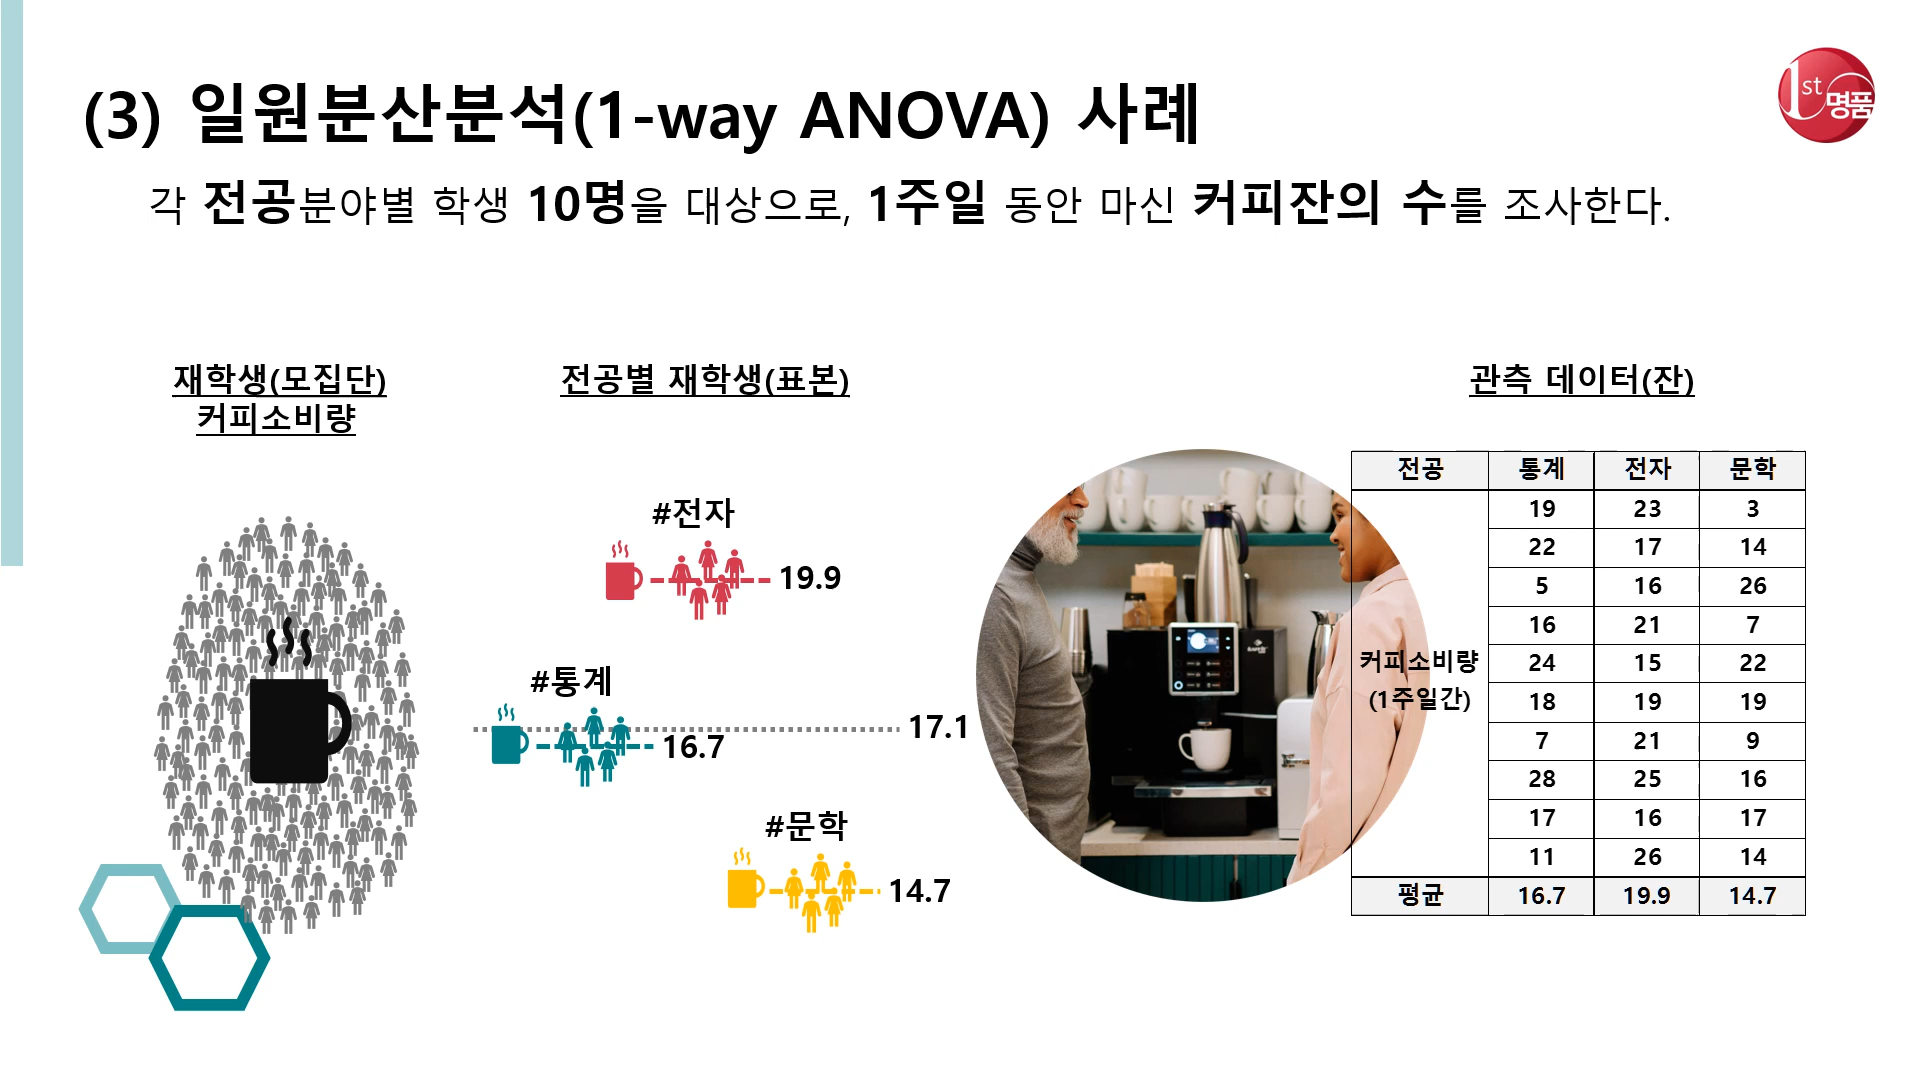 (3) 일원분산분석(1-way ANOVA) 사례
1st
명품
각 전공분야별 학생 10명을 대상으로, 1주일 동안 마신 커피잔의 수를 조사한다.
재학생(모집단)
커피소비량
전공별 재학생(표본)
#전자
19.9
#통계
17.1
16.7
#문학
14.7
관측 데이터(잔)
전공 통계 전자 문학
19 23 3
22 17 14
5 16 26
16 21 7
커피소비량 24 15 22
(1주일간) 18 19 19
7 21 9
28 25 16
17 16 17
11 26 14
평균 16.7 19.9 14.7